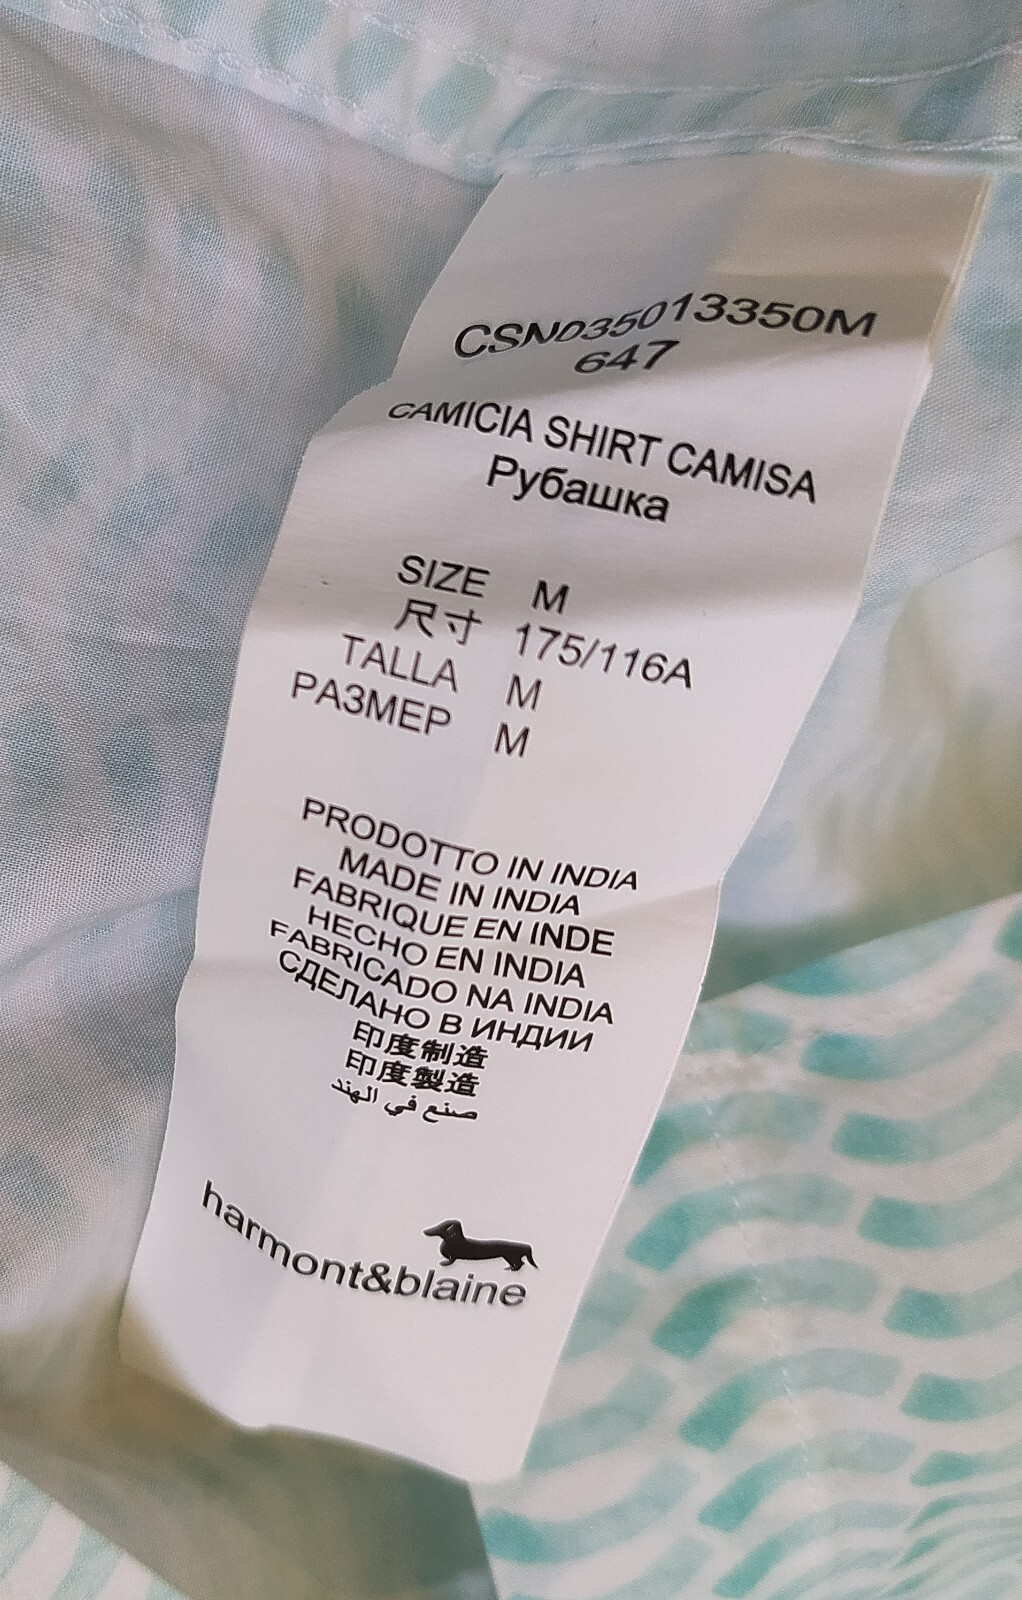 CSN035013350M
647
CAMICIA SHIRT CAMISA
Рубашка
SIZE M
尺寸 175/116A
TALLA M
РАЗМЕР M
PRODOTTO IN INDIA
MADE IN INDIA
FABRIQUE EN INDE
HECHO EN INDIA
FABRICADO NA INDIA
СДЕЛАНО В ИНДИИ
印度制造
印度製造
صنع في الهند
harmont&blaine